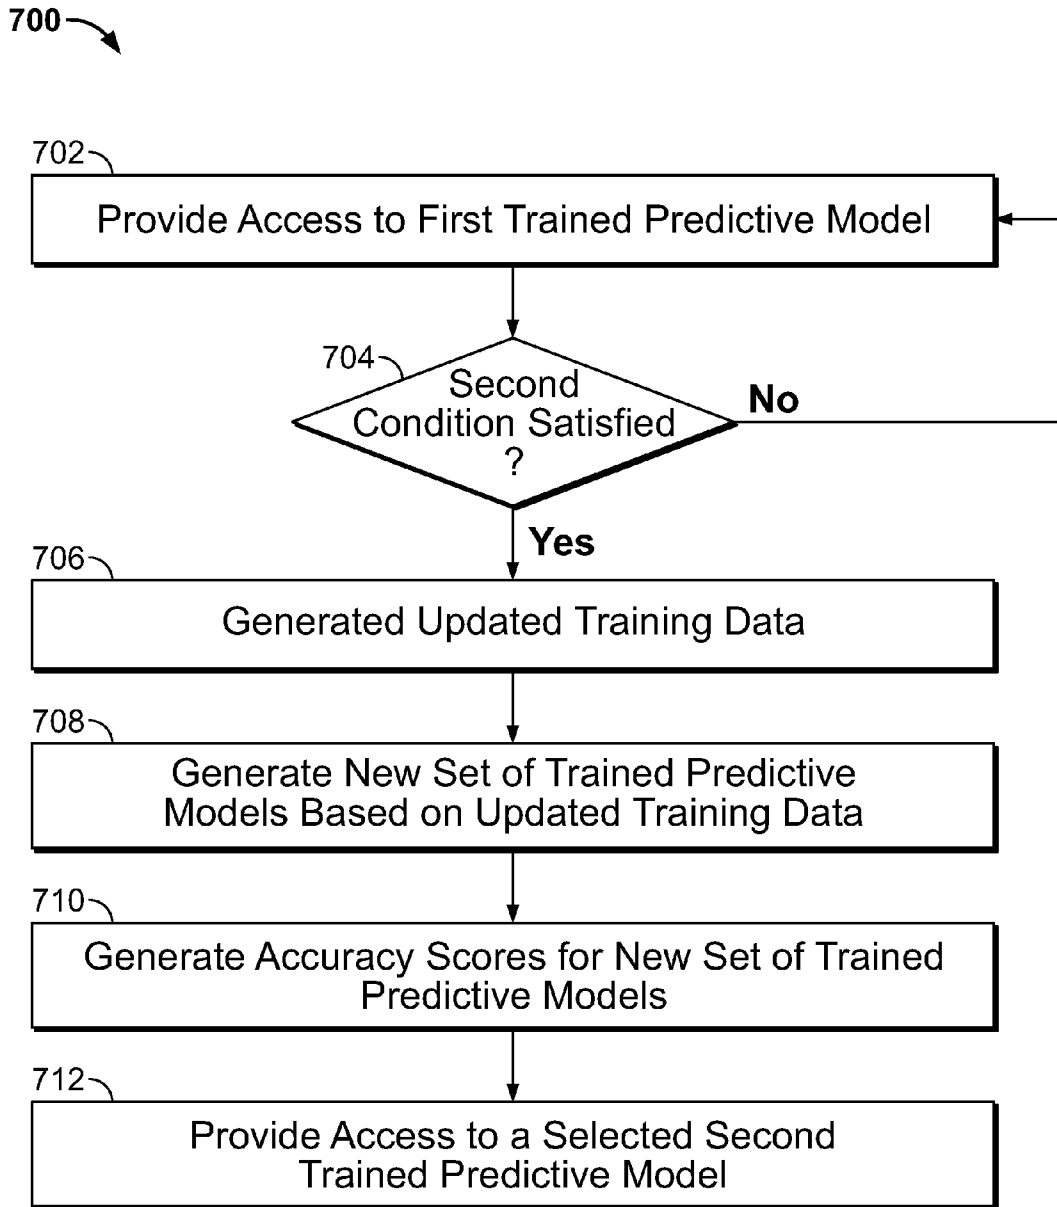 700
702
Provide Access to First Trained Predictive Model
704
Second
Condition Satisfied
?
No
Yes
706
Generated Updated Training Data
708
Generate New Set of Trained Predictive
Models Based on Updated Training Data
710
Generate Accuracy Scores for New Set of Trained
Predictive Models
712
Provide Access to a Selected Second
Trained Predictive Model